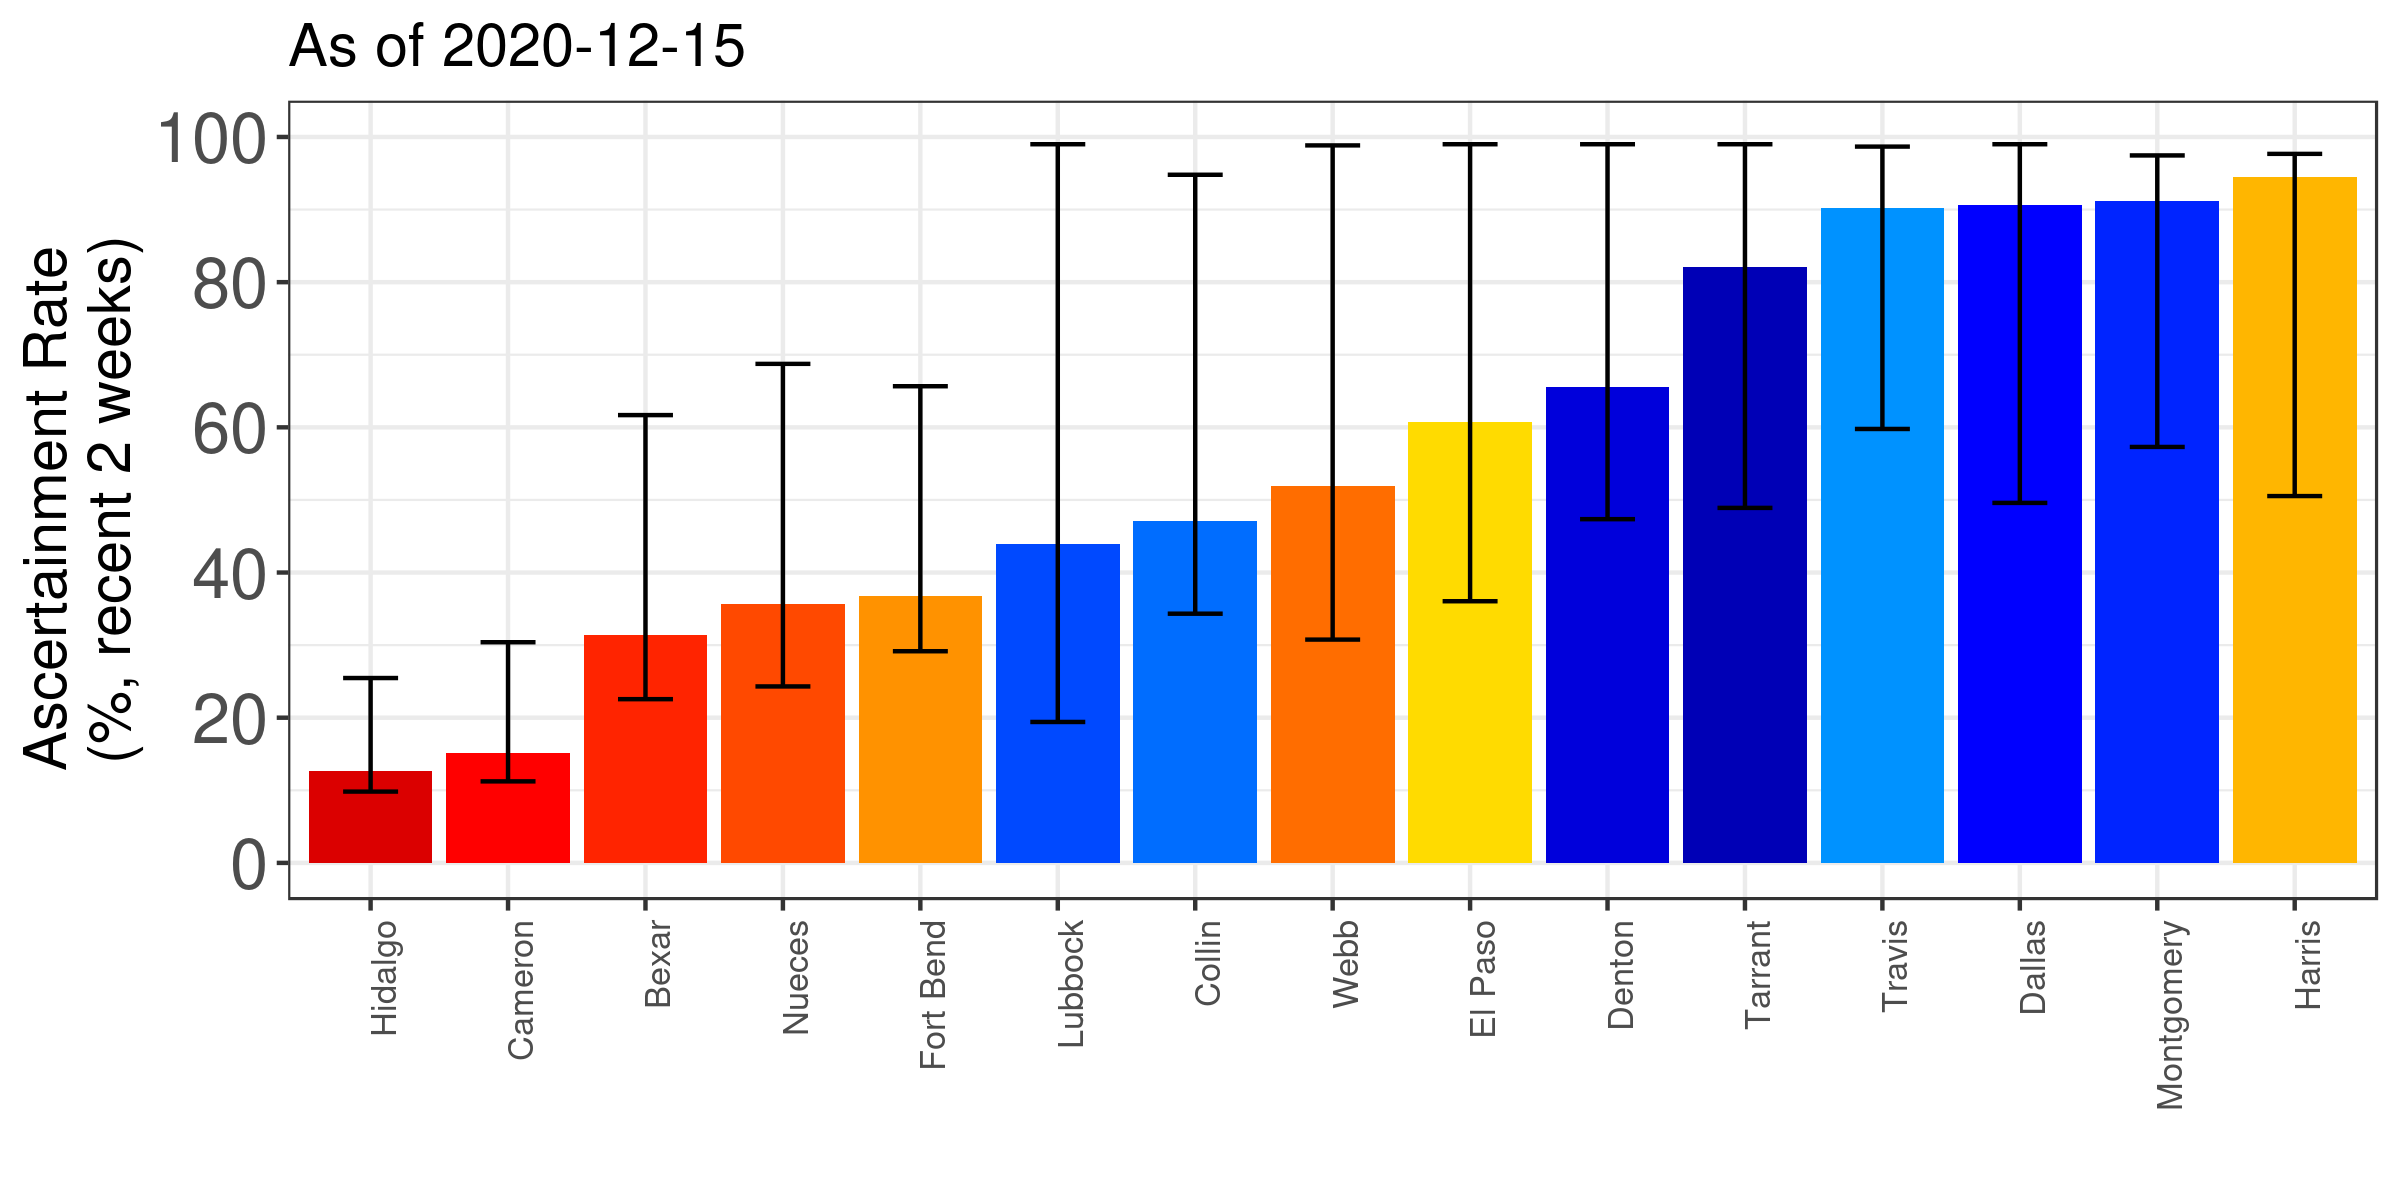 As of 2020-12-15
Ascertainment Rate
(%, recent 2 weeks)
100
80
60
40
20
0
Hidalgo
Cameron
Bexar
Nueces
Fort Bend
Lubbock
Collin
Webb
El Paso
Denton
Tarrant
Travis
Dallas
Montgomery
Harris